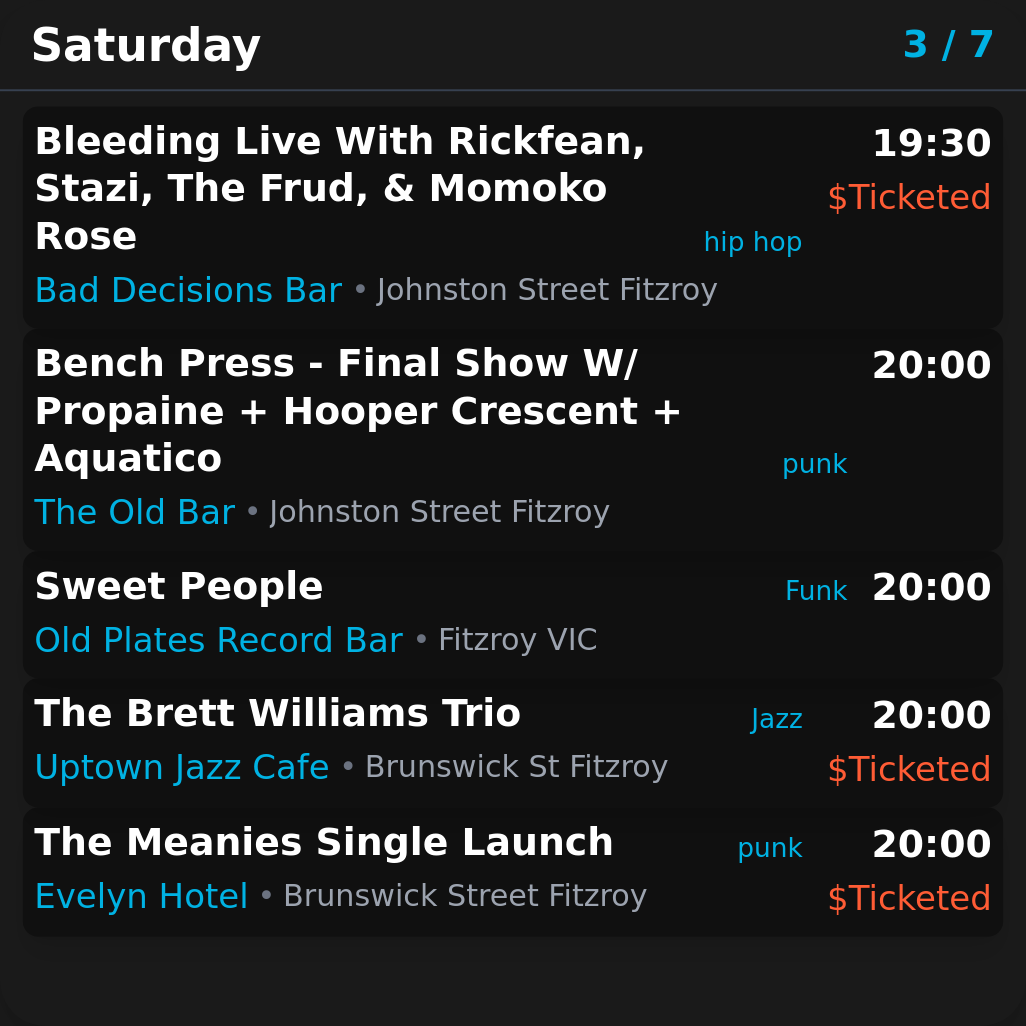 Saturday 3 / 7
Bleeding Live With Rickfean, 19:30
Stazi, The Frud, & Momoko $Ticketed
Rose hip hop
Bad Decisions Bar • Johnston Street Fitzroy
Bench Press - Final Show W/ 20:00
Propaine + Hooper Crescent +
Aquatico punk
The Old Bar • Johnston Street Fitzroy
Sweet People Funk 20:00
Old Plates Record Bar • Fitzroy VIC
The Brett Williams Trio Jazz 20:00
Uptown Jazz Cafe • Brunswick St Fitzroy $Ticketed
The Meanies Single Launch punk 20:00
Evelyn Hotel • Brunswick Street Fitzroy $Ticketed